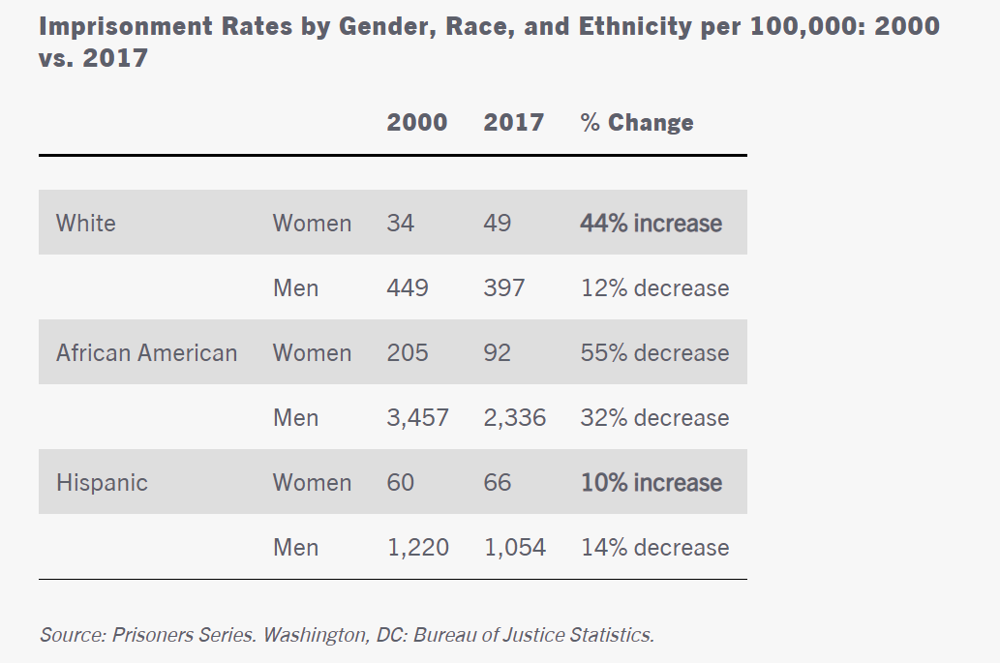 Imprisonment Rates by Gender, Race, and Ethnicity per 100,000: 2000
vs. 2017
2000 2017 % Change
White Women 34 49 44% increase
Men 449 397 12% decrease
African American Women 205 92 55% decrease
Men 3,457 2,336 32% decrease
Hispanic Women 60 66 10% increase
Men 1,220 1,054 14% decrease
Source: Prisoners Series. Washington, DC: Bureau of Justice Statistics.